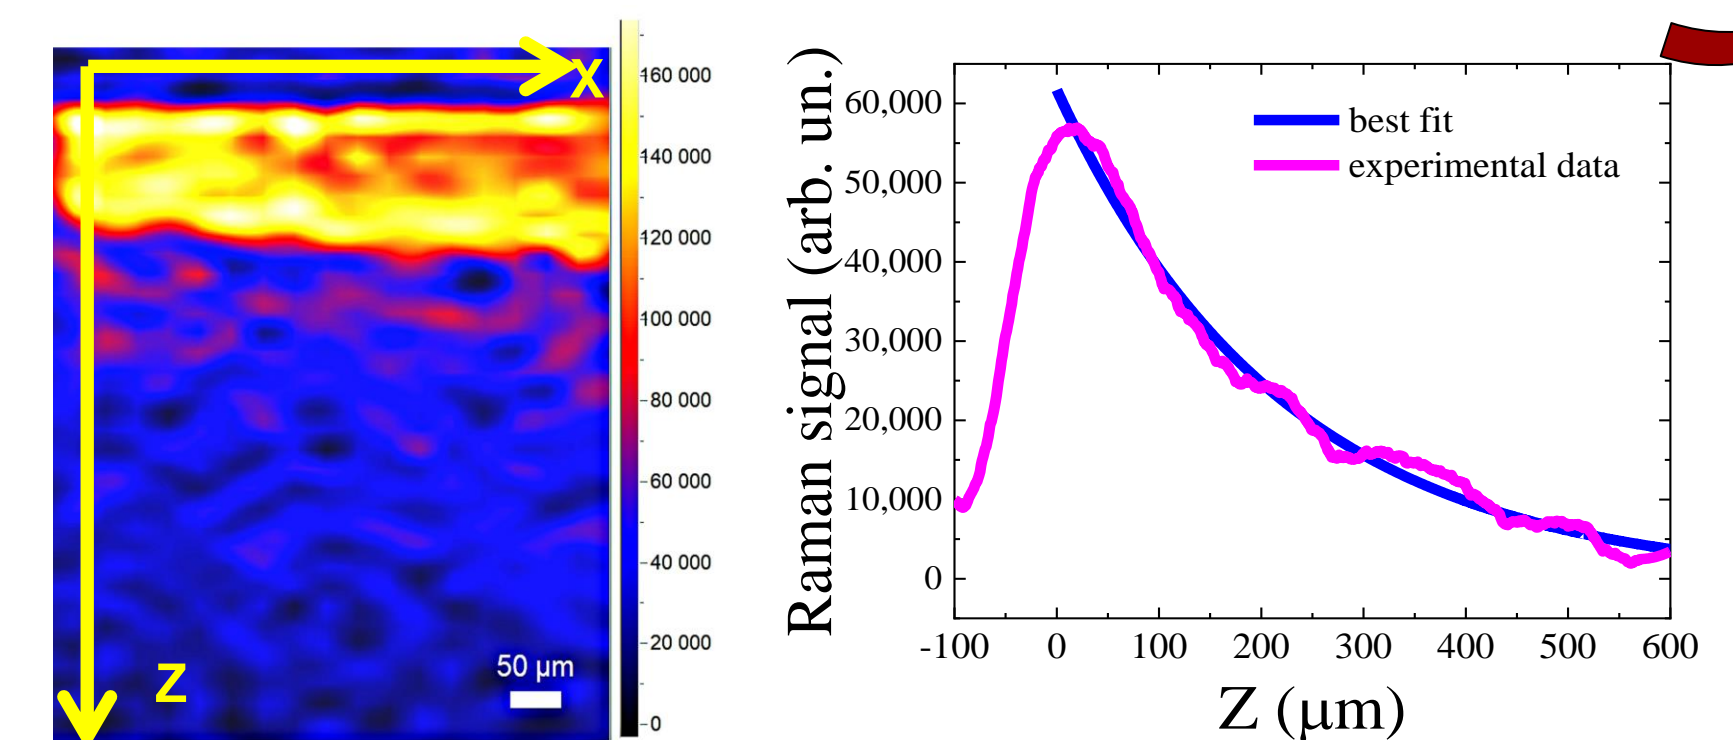 X
Z
50 µm
160 000
140 000
120 000
100 000
80 000
60 000
40 000
20 000
0
Raman signal (arb. un.)
60,000
50,000
40,000
30,000
20,000
10,000
0
best fit
experimental data
-100 0 100 200 300 400 500 600
Z (µm)